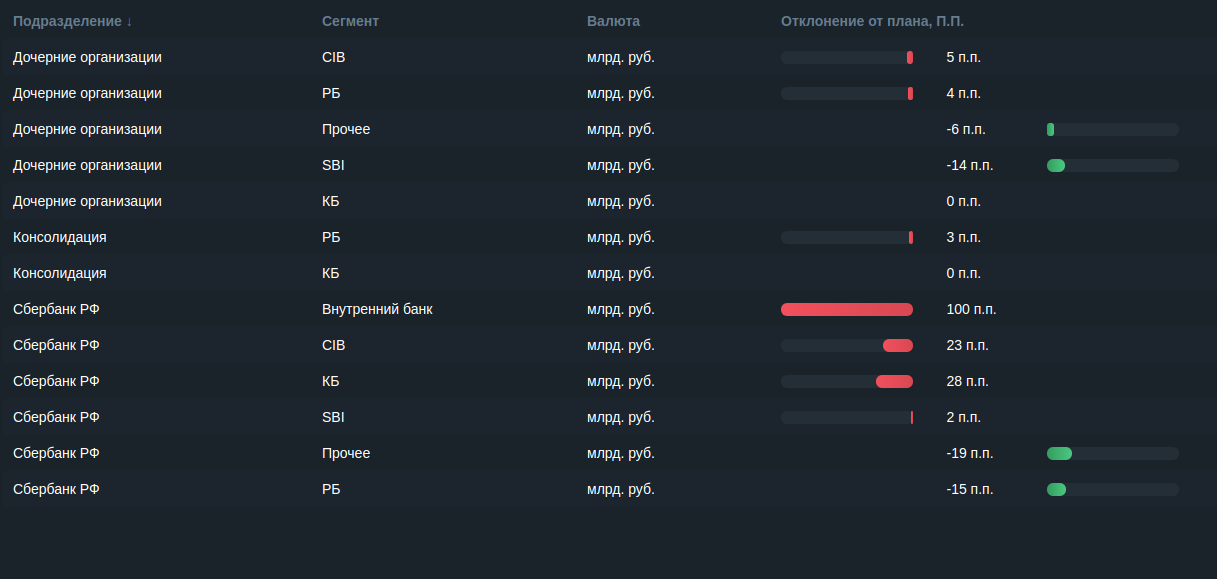 Подразделение ↓ Сегмент Валюта Отклонение от плана, П.П.
Дочерние организации CIB млрд. руб. 5 п.п.
Дочерние организации РБ млрд. руб. 4 п.п.
Дочерние организации Прочее млрд. руб. -6 п.п.
Дочерние организации SBI млрд. руб. -14 п.п.
Дочерние организации КБ млрд. руб. 0 п.п.
Консолидация РБ млрд. руб. 3 п.п.
Консолидация КБ млрд. руб. 0 п.п.
Сбербанк РФ Внутренний банк млрд. руб. 100 п.п.
Сбербанк РФ CIB млрд. руб. 23 п.п.
Сбербанк РФ КБ млрд. руб. 28 п.п.
Сбербанк РФ SBI млрд. руб. 2 п.п.
Сбербанк РФ Прочее млрд. руб. -19 п.п.
Сбербанк РФ РБ млрд. руб. -15 п.п.